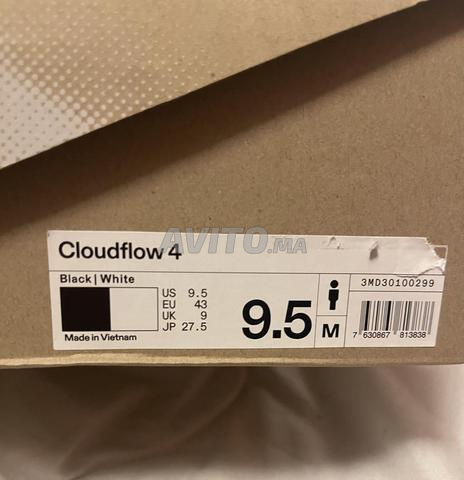 AVITO.ma
Cloudflow 4
Black | White
US 9.5
EU 43
UK 9
JP 27.5
Made in Vietnam
9.5
M
3MD30100299
7 630867 813838